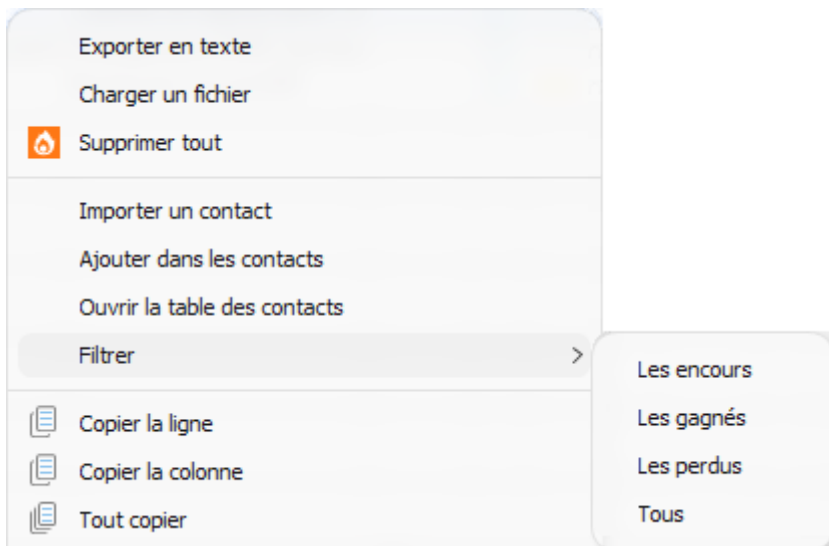 Exporter en texte
Charger un fichier
Supprimer tout
Importer un contact
Ajouter dans les contacts
Ouvrir la table des contacts
Filtrer
Les encours
Les gagnés
Les perdus
Tous
Copier la ligne
Copier la colonne
Tout copier